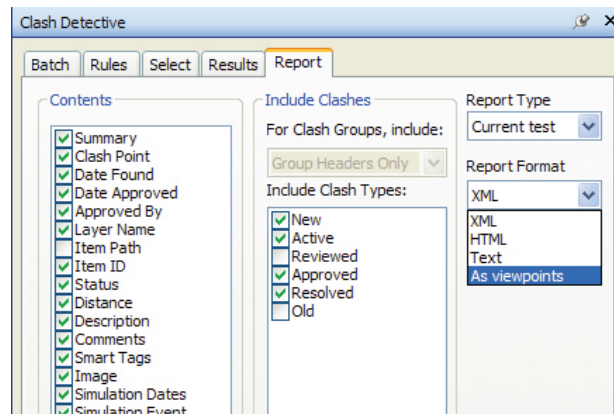 Clash Detective
Batch Rules Select Results Report
Contents
Summary
Clash Point
Date Found
Date Approved
Approved By
Layer Name
Item Path
Item ID
Status
Distance
Description
Comments
Smart Tags
Image
Simulation Dates
Simulation Event
Include Clashes
For Clash Groups, include:
Group Headers Only
Include Clash Types:
New
Active
Reviewed
Approved
Resolved
Old
Report Type
Current test
Report Format
XML
XML
HTML
Text
As viewpoints